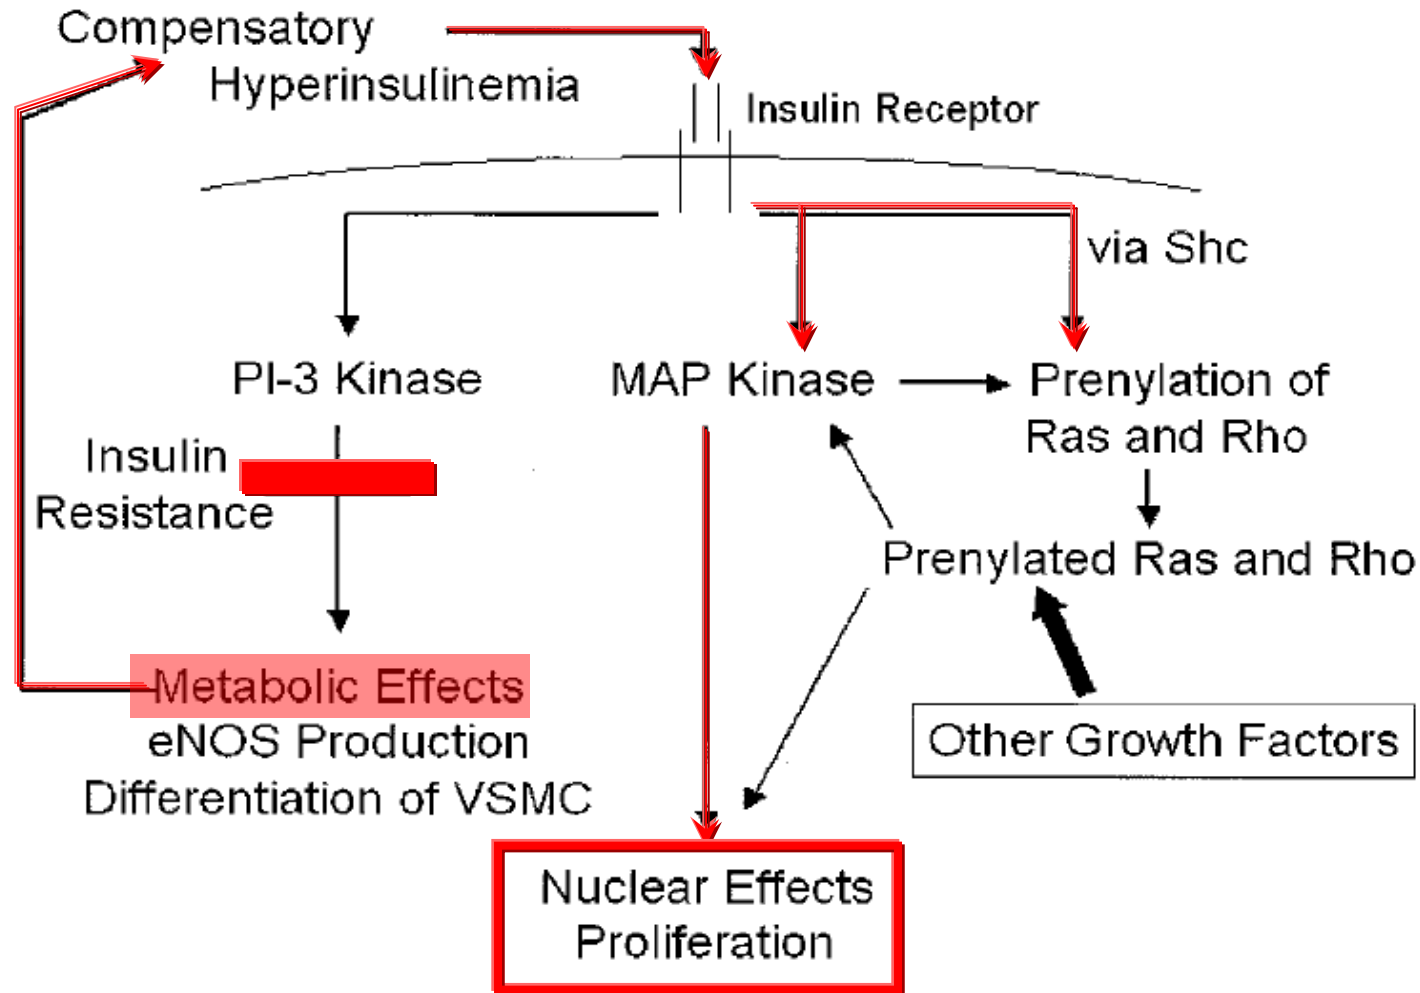 Compensatory
Hyperinsulinemia
Insulin Receptor
via Shc
PI-3 Kinase
MAP Kinase
Prenylation of
Ras and Rho
Insulin
Resistance
Prenylated Ras and Rho
Metabolic Effects
eNOS Production
Differentiation of VSMC
Other Growth Factors
Nuclear Effects
Proliferation